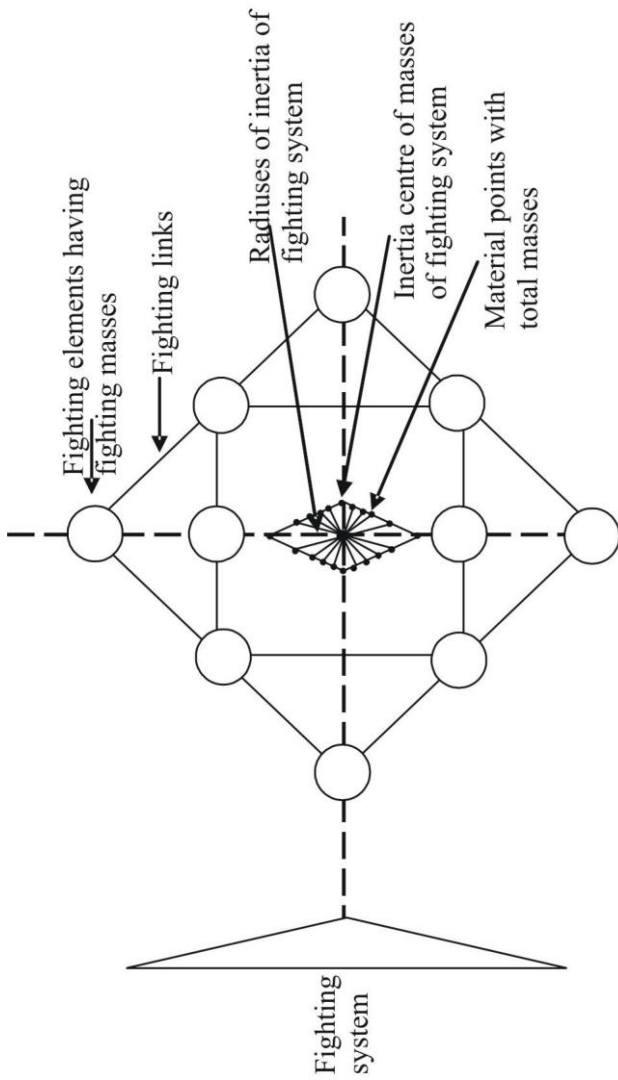 Fighting elements having
fighting masses
Fighting links
Radiuses of inertia of
fighting system
Inertia centre of masses
of fighting system
Material points with
total masses
Fighting
system